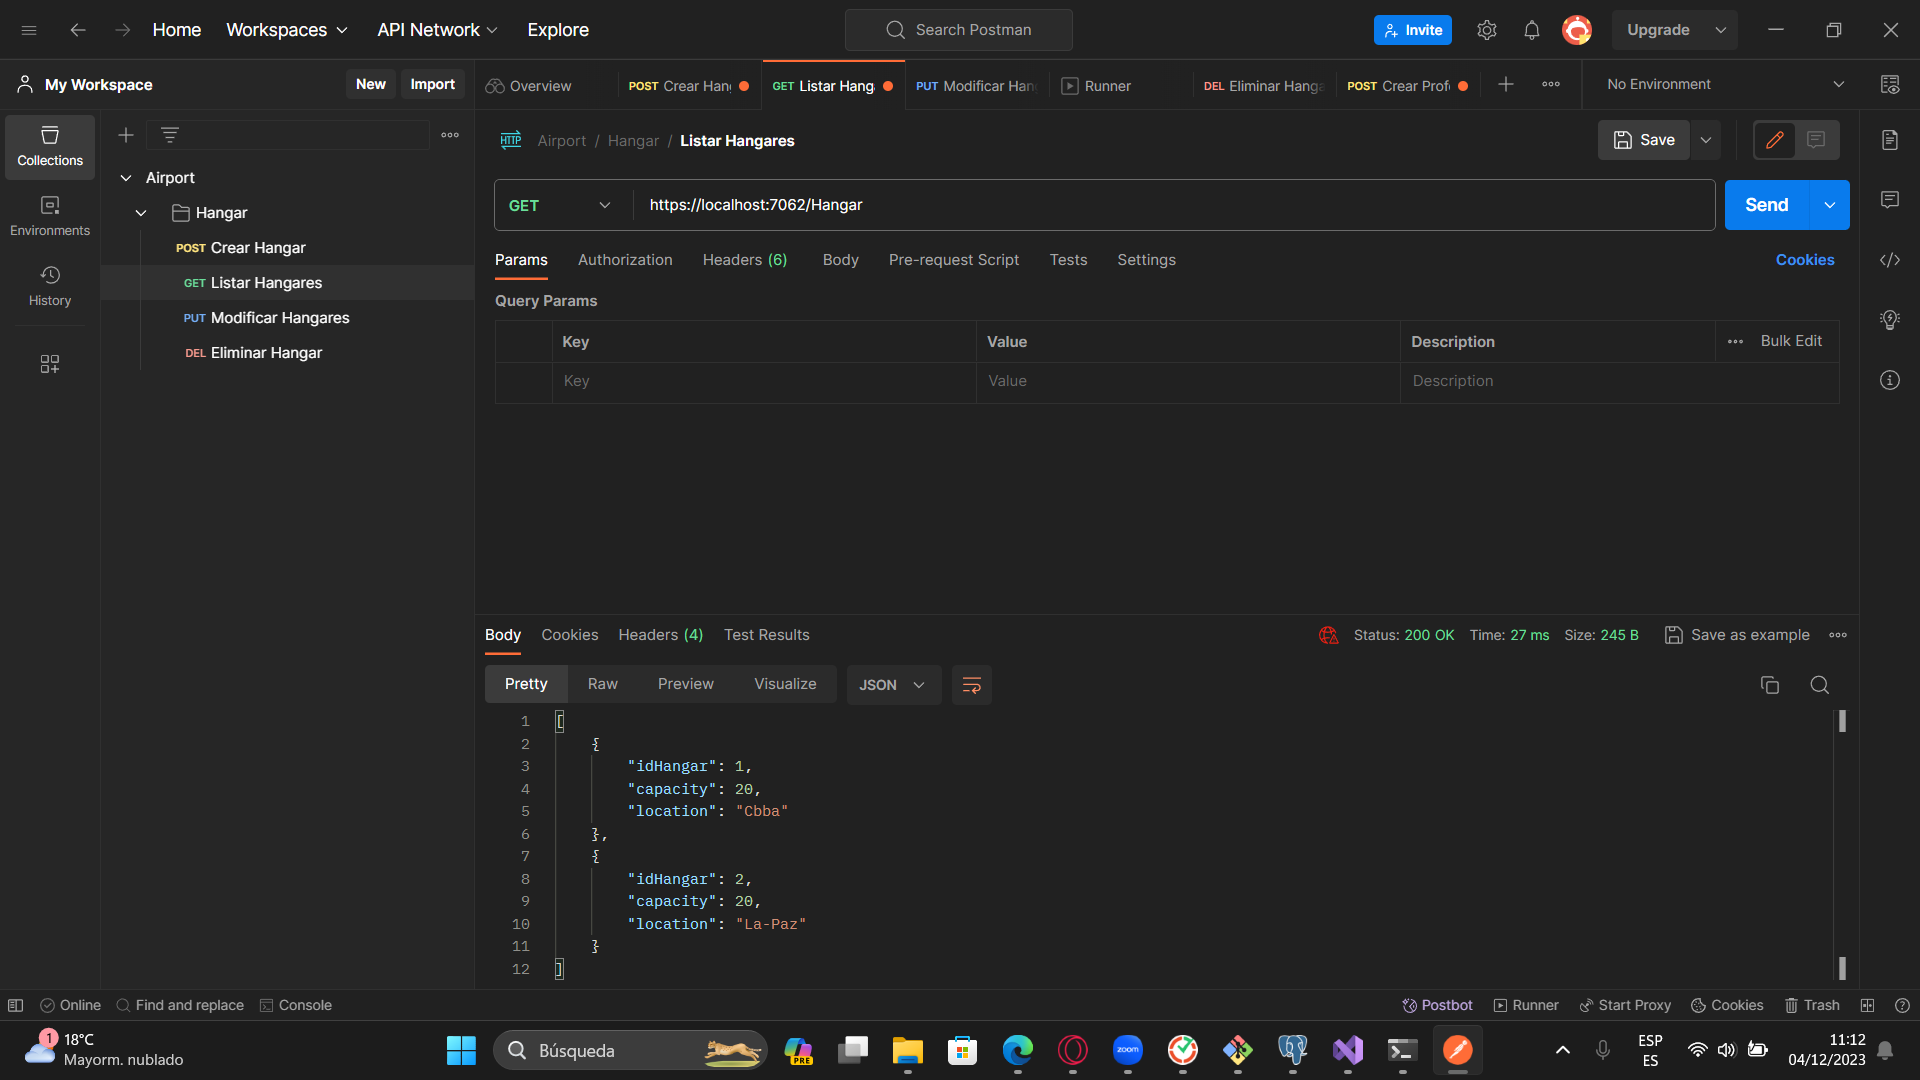 Home Workspaces API Network Explore Search Postman Invite Upgrade
My Workspace New Import Overview POST Crear Hang GET Listar Hanga PUT Modificar Han Runner DEL Eliminar Hanga POST Crear Profe No Environment
Collections
Environments
History
Airport
Hangar
POST Crear Hangar
GET Listar Hangares
PUT Modificar Hangares
DEL Eliminar Hangar
HTTP Airport / Hangar / Listar Hangares Save
GET https://localhost:7062/Hangar Send
Params Authorization Headers (6) Body Pre-request Script Tests Settings Cookies
Query Params
Key Value Description Bulk Edit
Key Value Description
Body Cookies Headers (4) Test Results Status: 200 OK Time: 27 ms Size: 245 B Save as example
Pretty Raw Preview Visualize JSON
1 [
2 {
3 "idHangar": 1,
4 "capacity": 20,
5 "location": "Cbba"
6 },
7 {
8 "idHangar": 2,
9 "capacity": 20,
10 "location": "La-Paz"
11 }
12 ]
Online Find and replace Console Postbot Runner Start Proxy Cookies Trash
1 18°C
Mayorm. nublado
Búsqueda
PRE
zoom
ESP
ES
11:12
04/12/2023